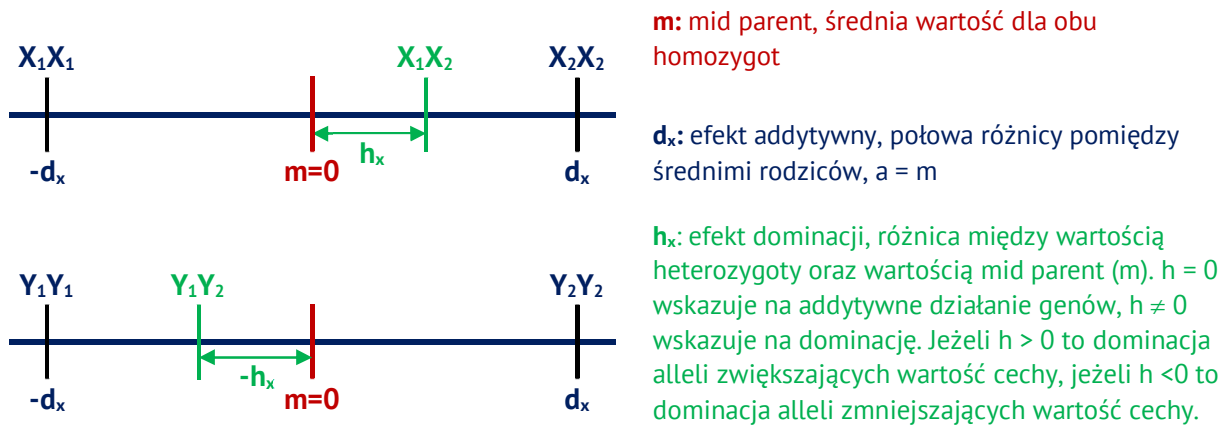 X₁X₁ X₁X₂ X₂X₂
hₓ
-dₓ m=0 dₓ
Y₁Y₁ Y₁Y₂ Y₂Y₂
-hₓ
-dₓ m=0 dₓ
m: mid parent, średnia wartość dla obu
homozygot
dₓ: efekt addytywny, połowa różnicy pomiędzy
średnimi rodziców, a = m
hₓ: efekt dominacji, różnica między wartością
heterozygoty oraz wartością mid parent (m). h = 0
wskazuje na addytywne działanie genów, h ≠ 0
wskazuje na dominację. Jeżeli h > 0 to dominacja
alleli zwiększających wartość cechy, jeżeli h <0 to
dominacja alleli zmniejszających wartość cechy.